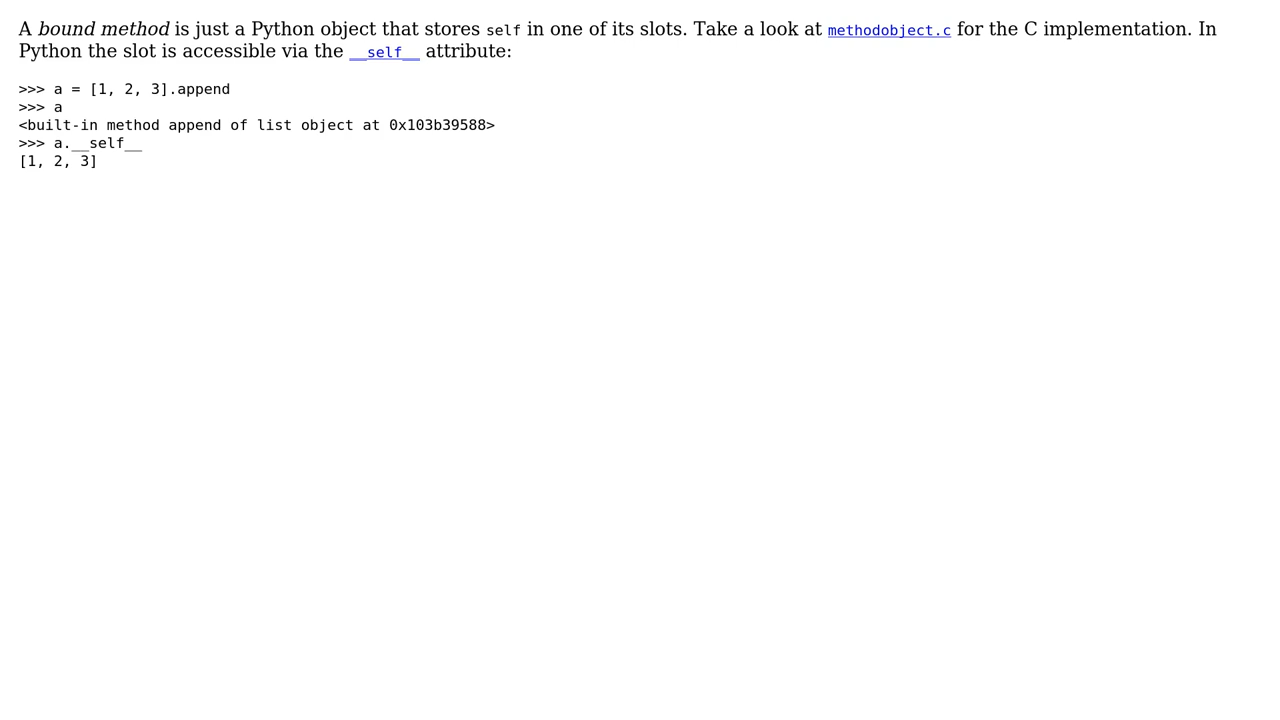 A bound method is just a Python object that stores self in one of its slots. Take a look at methodobject.c for the C implementation. In
Python the slot is accessible via the __self__ attribute:
>>> a = [1, 2, 3].append
>>> a
<built-in method append of list object at 0x103b39588>
>>> a.__self__
[1, 2, 3]